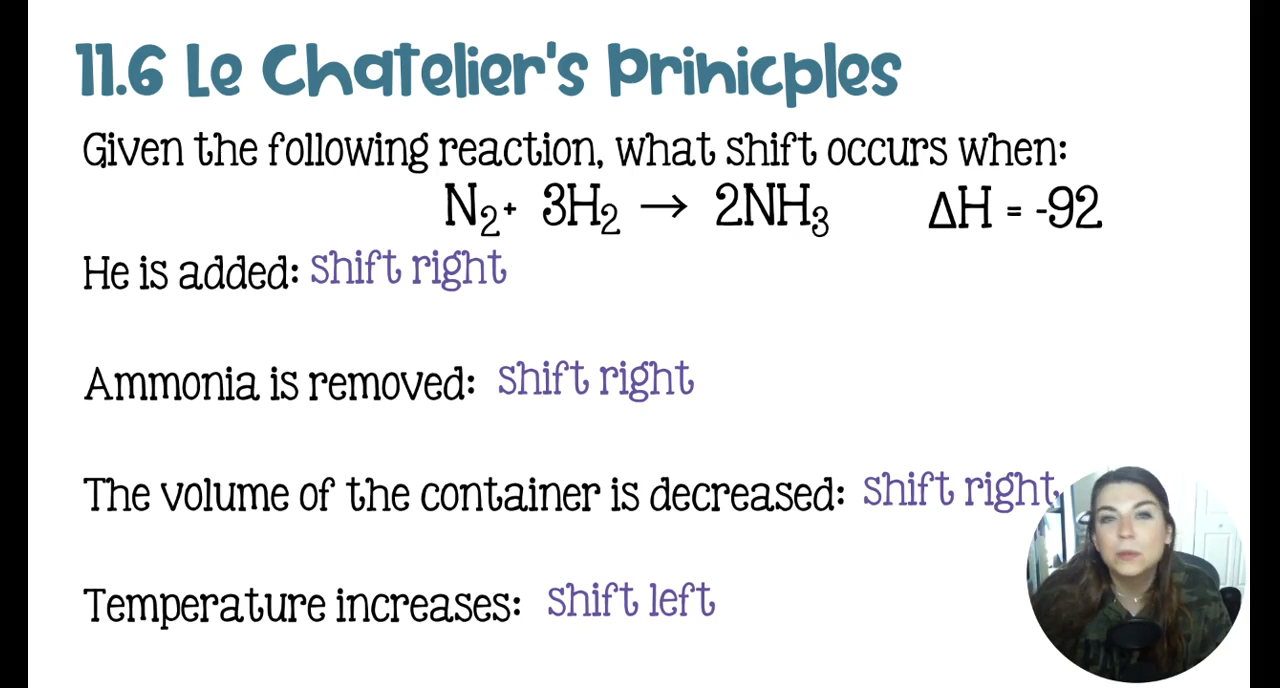 11.6 Le Chatelier's Prinicples
Given the following reaction, what shift occurs when:
N₂ + 3H₂ → 2NH₃ ΔH = -92
He is added: shift right
Ammonia is removed: shift right
The volume of the container is decreased: shift right
Temperature increases: shift left